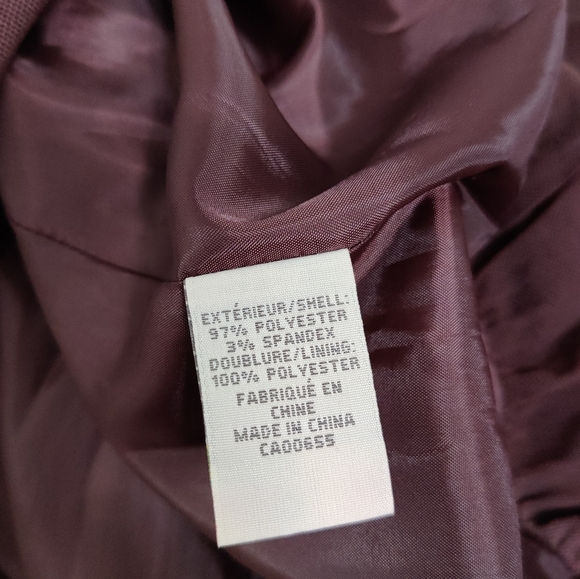 EXTÉRIEUR/SHELL:
97% POLYESTER
3% SPANDEX
DOUBLURE/LINING:
100% POLYESTER
FABRIQUÉ EN
CHINE
MADE IN CHINA
CA00655